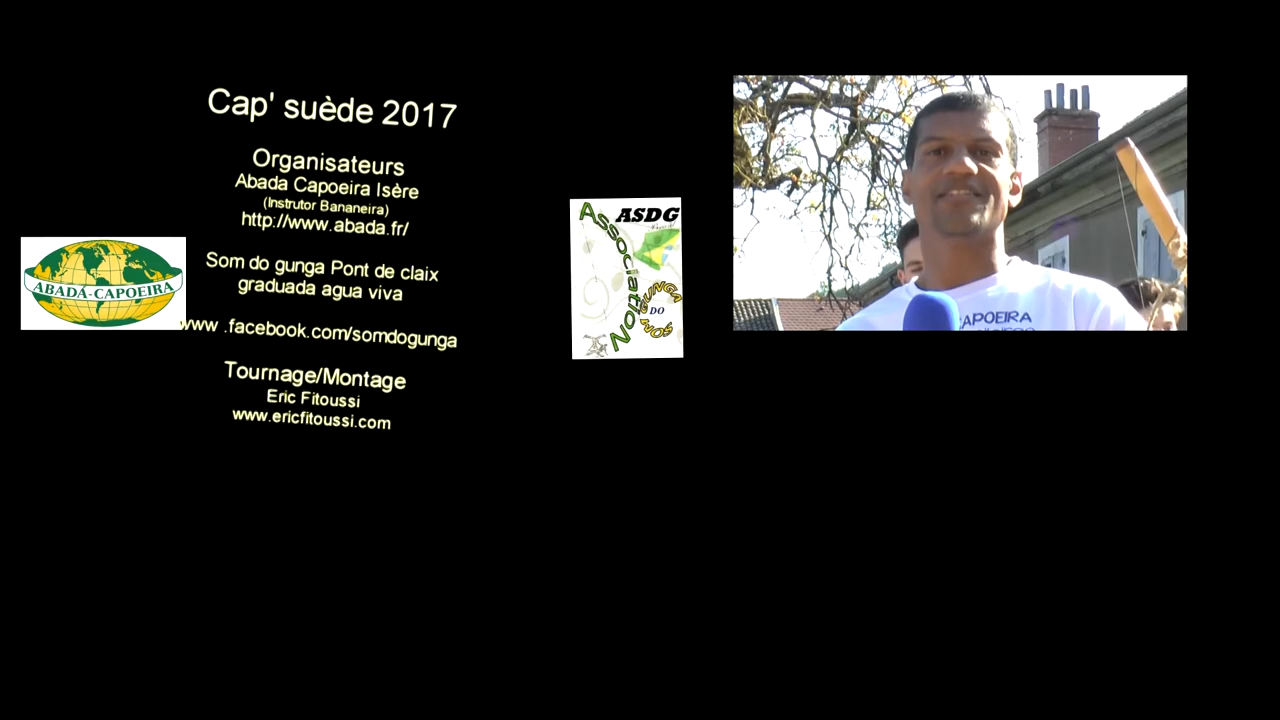 Cap' suède 2017
Organisateurs
Abada Capoeira Isère
(Instrutor Bananeira)
http://www.abada.fr/
Som do gunga Pont de claix
graduada agua viva
www .facebook.com/somdogunga
Tournage/Montage
Eric Fitoussi
www.ericfitoussi.com
ABADÁ-CAPOEIRA
ASDG
AssociatioN
SOM DO GUNGA
CAPOEIRA